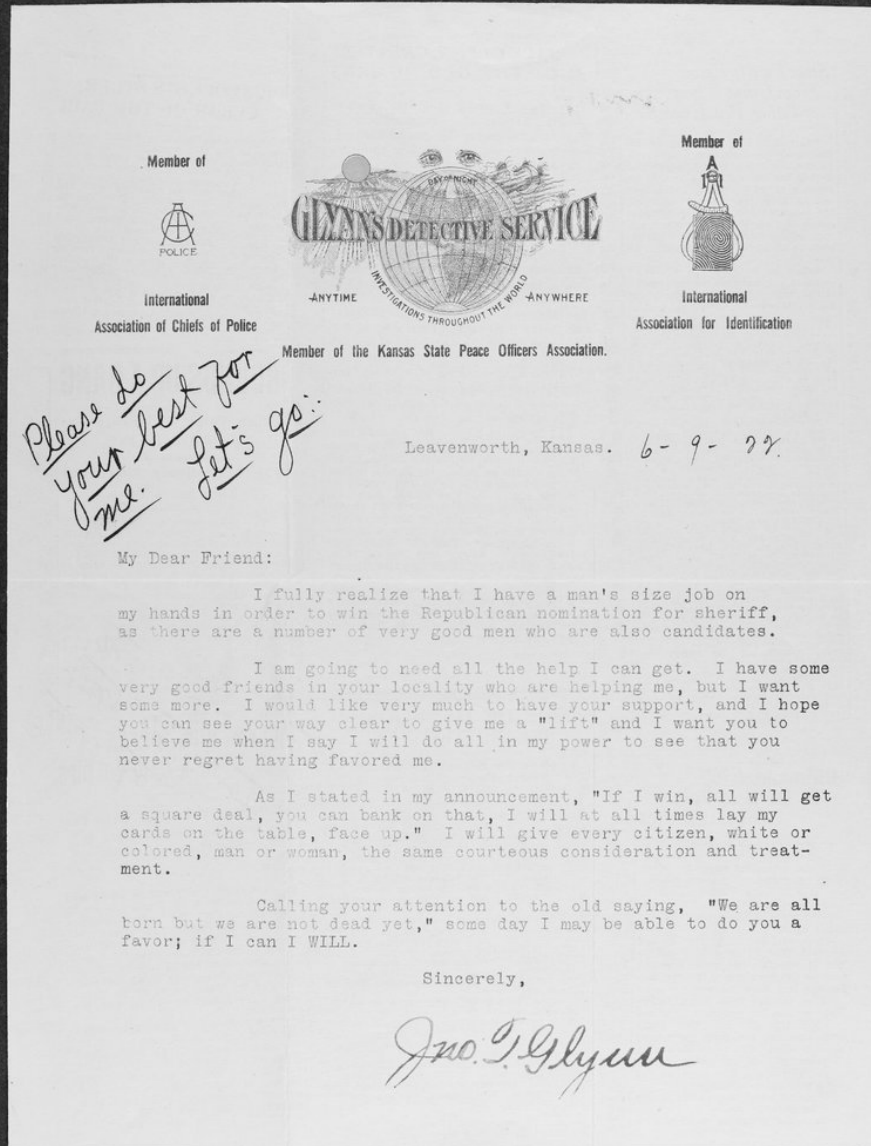 Member of
POLICE
International
Association of Chiefs of Police
DAY OR NIGHT
GLYNN'S DETECTIVE SERVICE
ANYTIME
ANYWHERE
INVESTIGATIONS THROUGHOUT THE WORLD
Member of
International
Association for Identification
Member of the Kansas State Peace Officers Association.
Please do
your best for
me. Let's go:.
Leavenworth, Kansas. 6-9-22.
My Dear Friend:
I fully realize that I have a man's size job on
my hands in order to win the Republican nomination for sheriff,
as there are a number of very good men who are also candidates.
I am going to need all the help I can get. I have some
very good friends in your locality who are helping me, but I want
some more. I would like very much to have your support, and I hope
you can see your way clear to give me a "lift" and I want you to
believe me when I say I will do all in my power to see that you
never regret having favored me.
As I stated in my announcement, "If I win, all will get
a square deal, you can bank on that, I will at all times lay my
cards on the table, face up." I will give every citizen, white or
colored, man or woman, the same courteous consideration and treat-
ment.
Calling your attention to the old saying, "We are all
born but we are not dead yet," some day I may be able to do you a
favor; if I can I WILL.
Sincerely,
Jno. T. Glynn